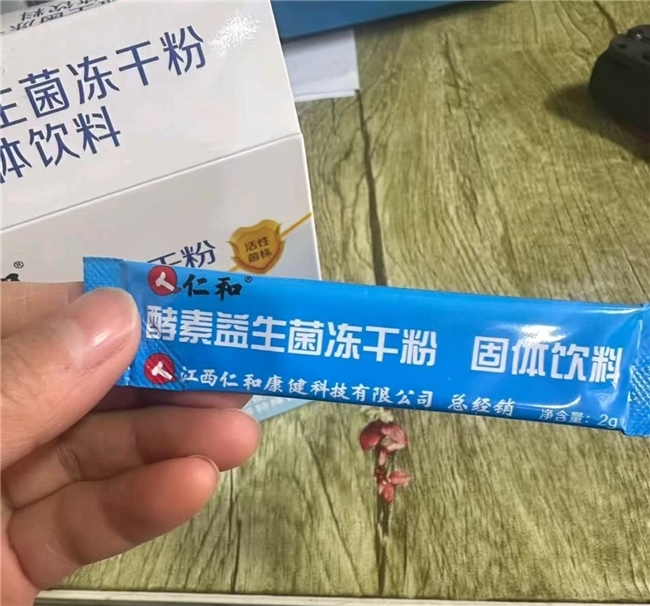 生菌冻干粉
体饮料
活性
菌株
干粉
仁和®
酵素益生菌冻干粉 固体饮料
江西仁和康健科技有限公司 总经销 净含量：2g